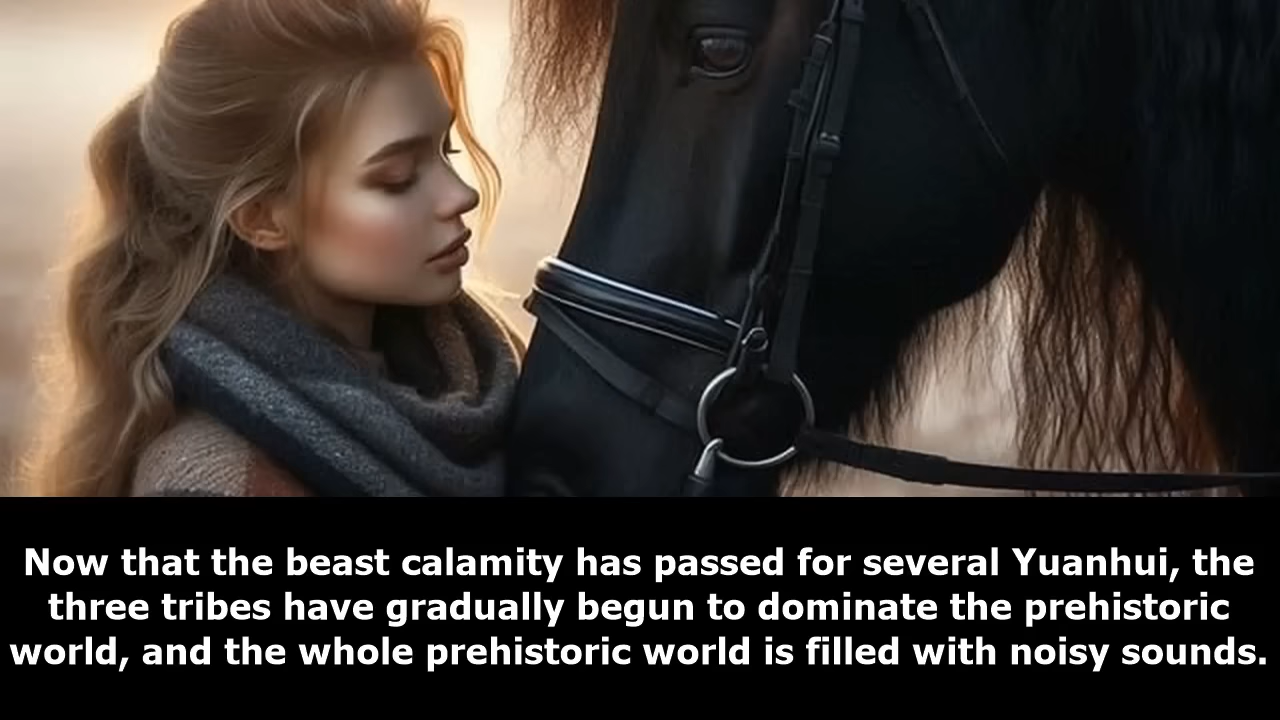 Now that the beast calamity has passed for several Yuanhui, the
three tribes have gradually begun to dominate the prehistoric
world, and the whole prehistoric world is filled with noisy sounds.